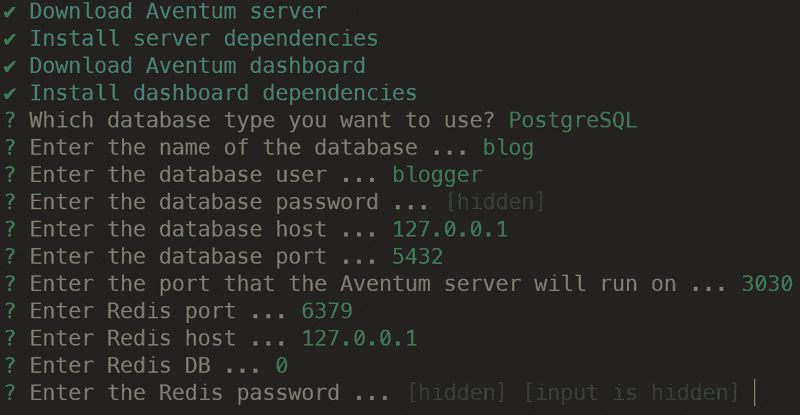 ✔ Download Aventum server
✔ Install server dependencies
✔ Download Aventum dashboard
✔ Install dashboard dependencies
? Which database type you want to use? PostgreSQL
? Enter the name of the database ... blog
? Enter the database user ... blogger
? Enter the database password ... [hidden]
? Enter the database host ... 127.0.0.1
? Enter the database port ... 5432
? Enter the port that the Aventum server will run on ... 3030
? Enter Redis port ... 6379
? Enter Redis host ... 127.0.0.1
? Enter Redis DB ... 0
? Enter the Redis password ... [hidden] [input is hidden]